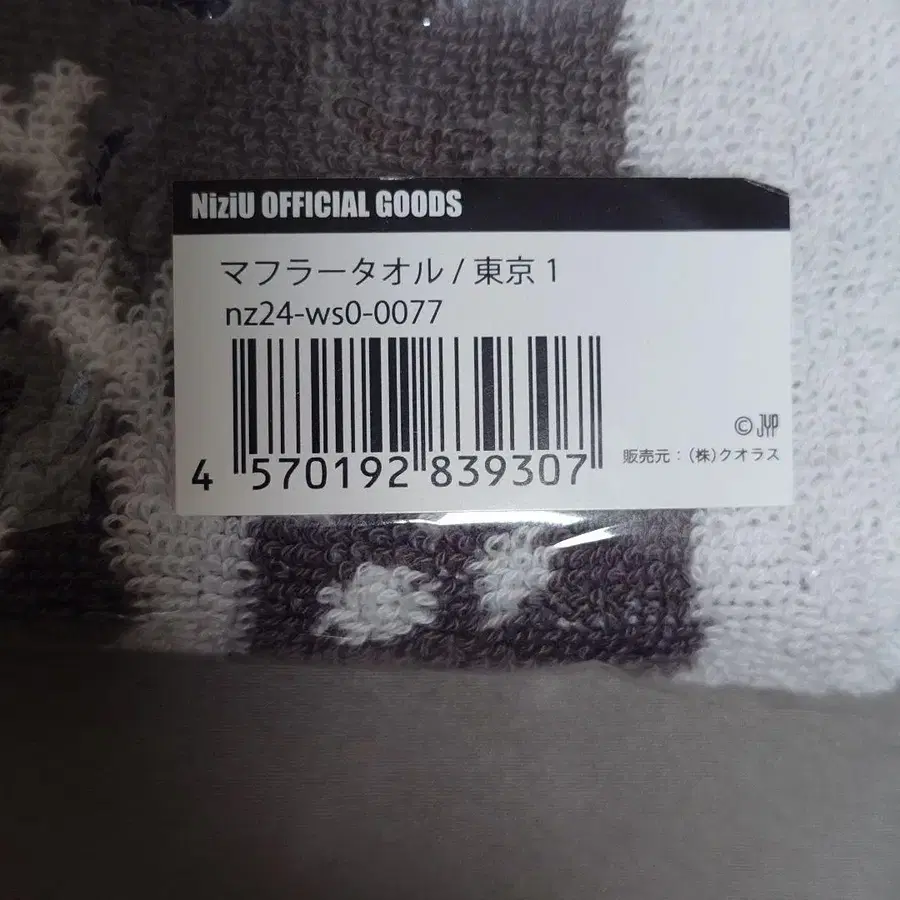 NiziU OFFICIAL GOODS
マフラータオル / 東京 1
nz24-ws0-0077
4 570192 839307
© JYP
販売元：(株)クオラス